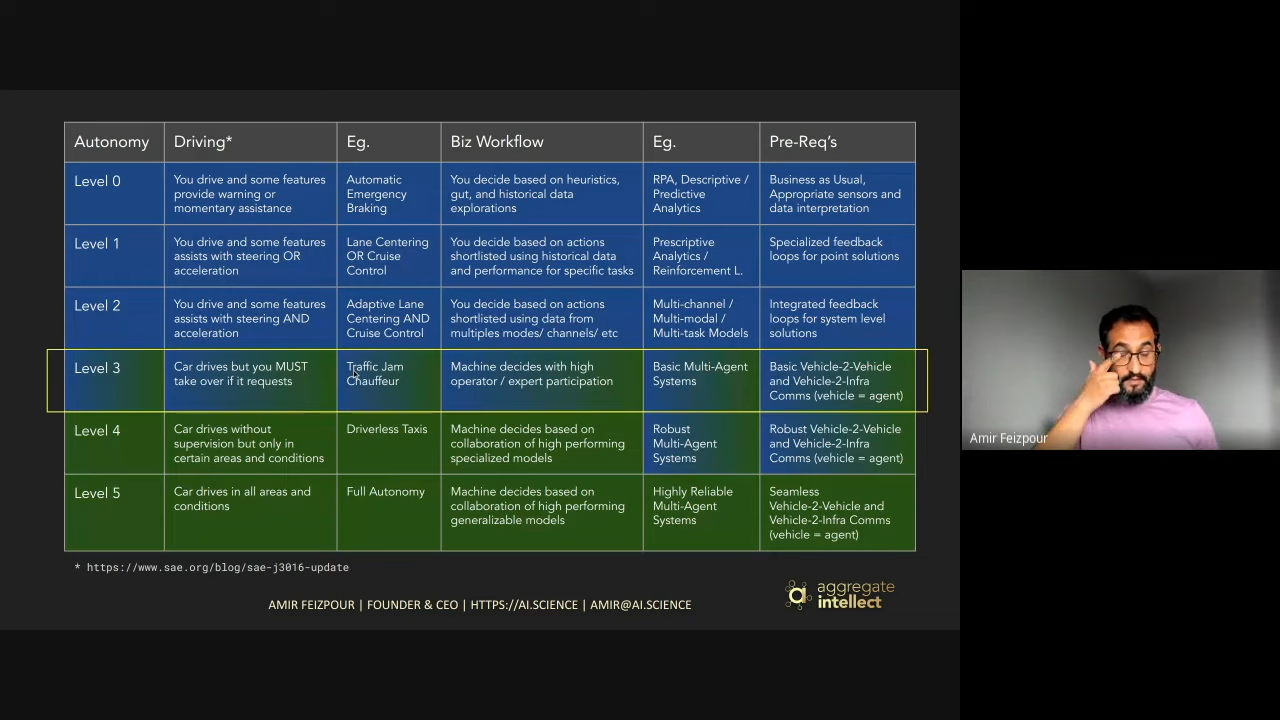 Autonomy
Driving*
Eg.
Biz Workflow
Eg.
Pre-Req's
Level 0
You drive and some features
provide warning or
momentary assistance
Automatic
Emergency
Braking
You decide based on heuristics,
gut, and historical data
explorations
RPA, Descriptive /
Predictive
Analytics
Business as Usual,
Appropriate sensors and
data interpretation
Level 1
You drive and some features
assists with steering OR
acceleration
Lane Centering
OR Cruise
Control
You decide based on actions
shortlisted using historical data
and performance for specific tasks
Prescriptive
Analytics /
Reinforcement L.
Specialized feedback
loops for point solutions
Level 2
You drive and some features
assists with steering AND
acceleration
Adaptive Lane
Centering AND
Cruise Control
You decide based on actions
shortlisted using data from
multiples modes/ channels/ etc
Multi-channel /
Multi-modal /
Multi-task Models
Integrated feedback
loops for system level
solutions
Level 3
Car drives but you MUST
take over if it requests
Traffic Jam
Chauffeur
Machine decides with high
operator / expert participation
Basic Multi-Agent
Systems
Basic Vehicle-2-Vehicle
and Vehicle-2-Infra
Comms (vehicle = agent)
Level 4
Car drives without
supervision but only in
certain areas and conditions
Driverless Taxis
Machine decides based on
collaboration of high performing
specialized models
Robust
Multi-Agent
Systems
Robust Vehicle-2-Vehicle
and Vehicle-2-Infra
Comms (vehicle = agent)
Level 5
Car drives in all areas and
conditions
Full Autonomy
Machine decides based on
collaboration of high performing
generalizable models
Highly Reliable
Multi-Agent
Systems
Seamless
Vehicle-2-Vehicle and
Vehicle-2-Infra Comms
(vehicle = agent)
* https://www.sae.org/blog/sae-j3016-update
AMIR FEIZPOUR | FOUNDER & CEO | HTTPS://AI.SCIENCE | AMIR@AI.SCIENCE
aggregate
intellect
Amir Feizpour